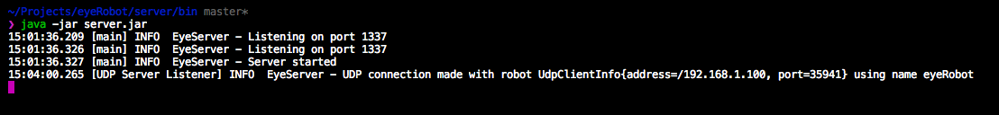 ~/Projects/eyeRobot/server/bin master*
❯ java -jar server.jar
15:01:36.209 [main] INFO  EyeServer - Listening on port 1337
15:01:36.326 [main] INFO  EyeServer - Listening on port 1337
15:01:36.327 [main] INFO  EyeServer - Server started
15:04:00.265 [UDP Server Listener] INFO  EyeServer - UDP connection made with robot UdpClientInfo{address=/192.168.1.100, port=35941} using name eyeRobot